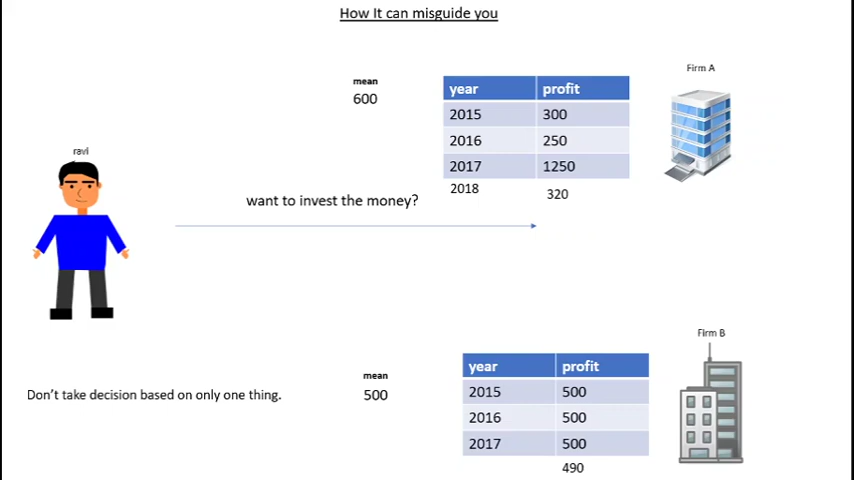 How It can misguide you
Firm A
mean
600
year profit
2015 300
2016 250
2017 1250
2018 320
ravi
want to invest the money?
Firm B
mean
500
year profit
2015 500
2016 500
2017 500
490
Don't take decision based on only one thing.